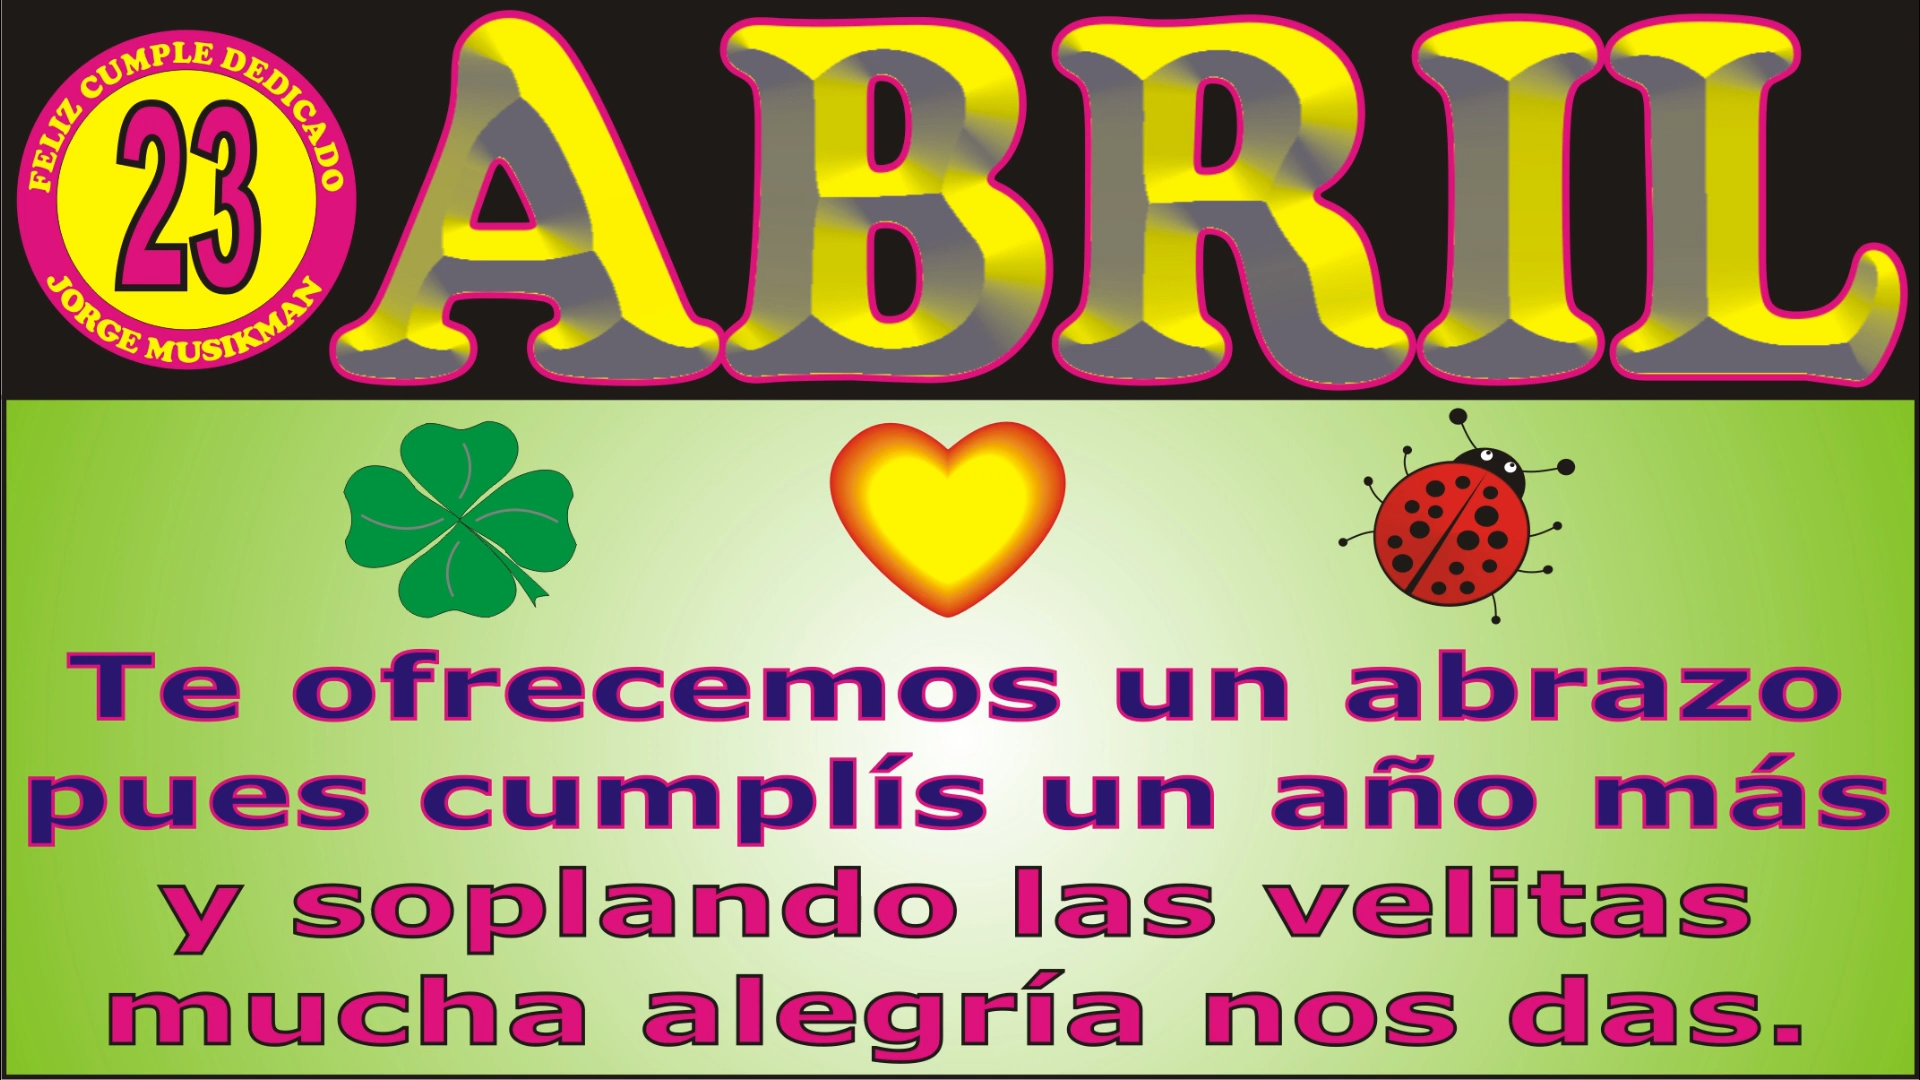 FELIZ CUMPLE DEDICADO
23
JORGE MUSIKMAN
ABRIL
Te ofrecemos un abrazo
pues cumplís un año más
y soplando las velitas
mucha alegría nos das.